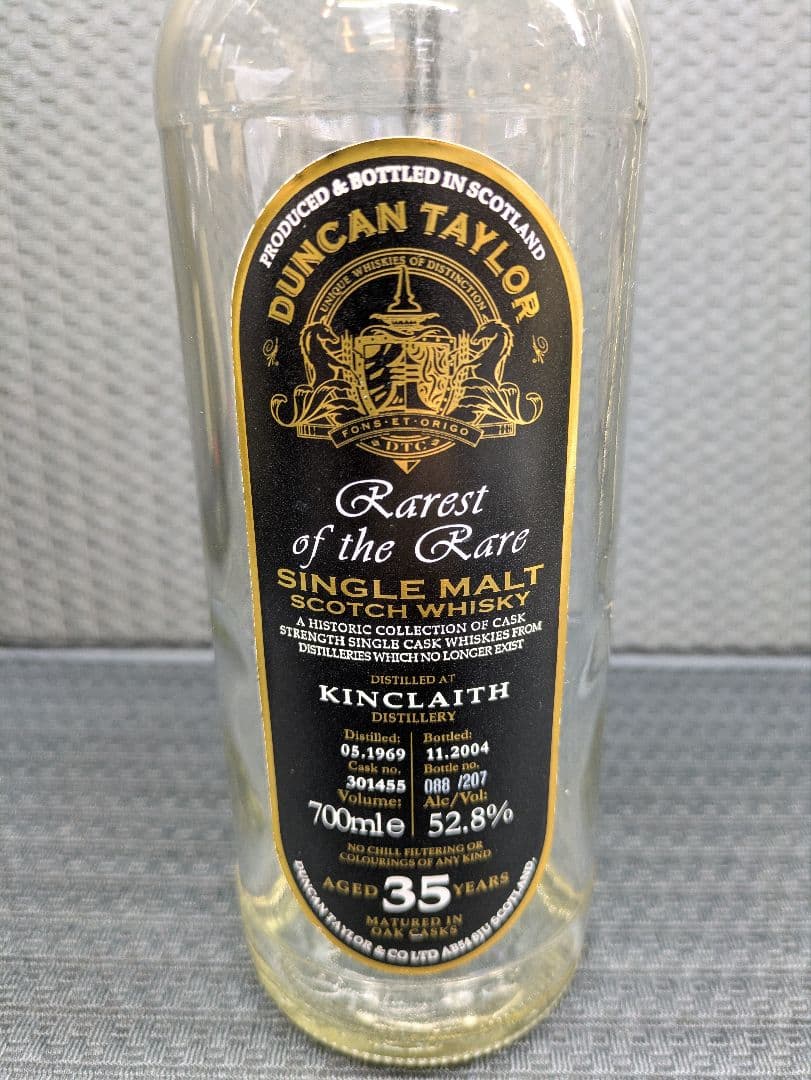 PRODUCED & BOTTLED IN SCOTLAND
DUNCAN TAYLOR
UNIQUE WHISKIES OF DISTINCTION
FONS·ET·ORIGO
DTC
Rarest
of the Rare
SINGLE MALT
SCOTCH WHISKY
A HISTORIC COLLECTION OF CASK
STRENGTH SINGLE CASK WHISKIES FROM
DISTILLERIES WHICH NO LONGER EXIST
DISTILLED AT
KINCLAITH
DISTILLERY
Distilled: Bottled:
05.1969 11.2004
Cask no. Bottle no.
301455 088 /207
Volume: Alc/Vol:
700ml e 52.8%
NO CHILL FILTERING OR
COLOURINGS OF ANY KIND
AGED 35 YEARS
MATURED IN
OAK CASKS
DUNCAN TAYLOR & CO LTD AB54 8JU SCOTLAND.